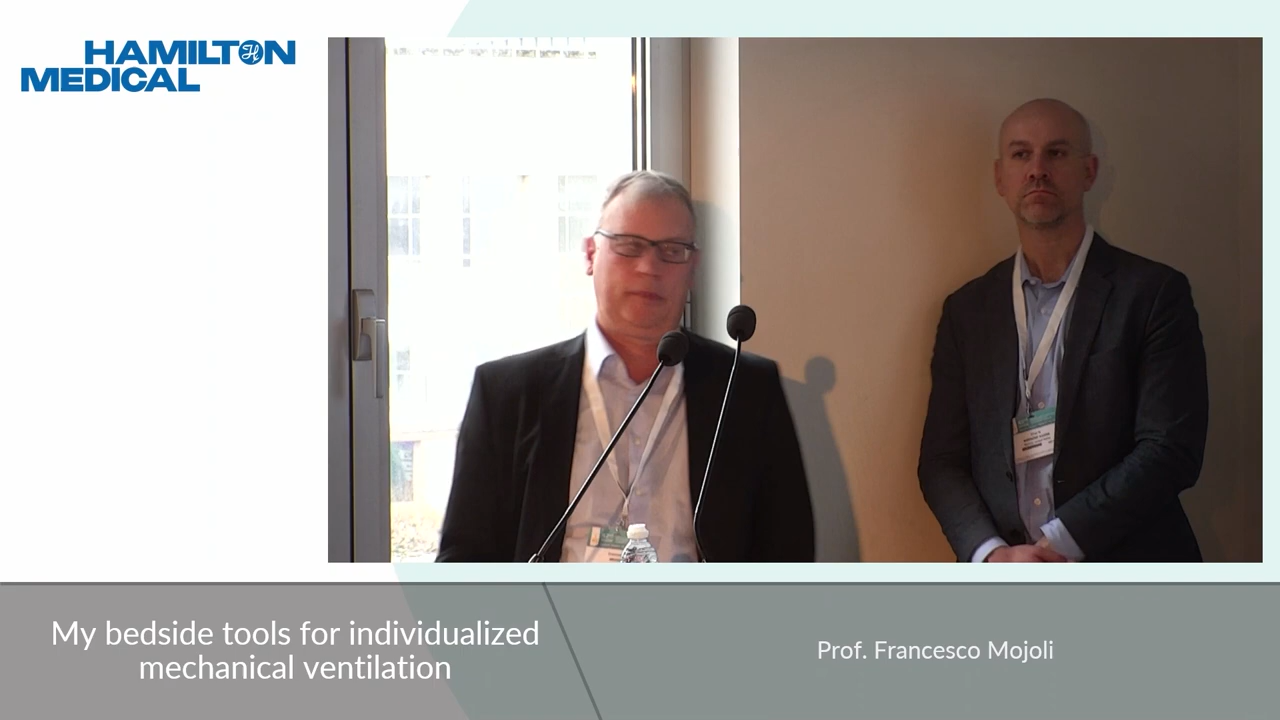 HAMILTON
MEDICAL
My bedside tools for individualized
mechanical ventilation
Prof. Francesco Mojoli